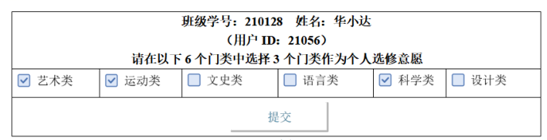 班级学号：210128 姓名：华小达
（用户 ID：21056）
请在以下 6 个门类中选择 3 个门类作为个人选修意愿
艺术类 运动类 文史类 语言类 科学类 设计类
提交